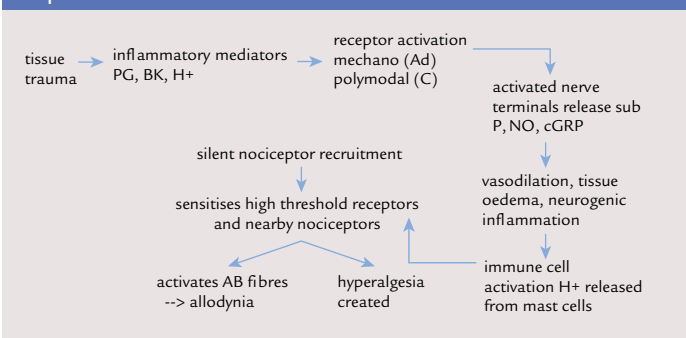 tissue
trauma
inflammatory mediators
PG, BK, H+
receptor activation
mechano (Ad)
polymodal (C)
activated nerve
terminals release sub
P, NO, cGRP
vasodilation, tissue
oedema, neurogenic
inflammation
immune cell
activation H+ released
from mast cells
silent nociceptor recruitment
sensitises high threshold receptors
and nearby nociceptors
activates AB fibres
--> allodynia
hyperalgesia
created